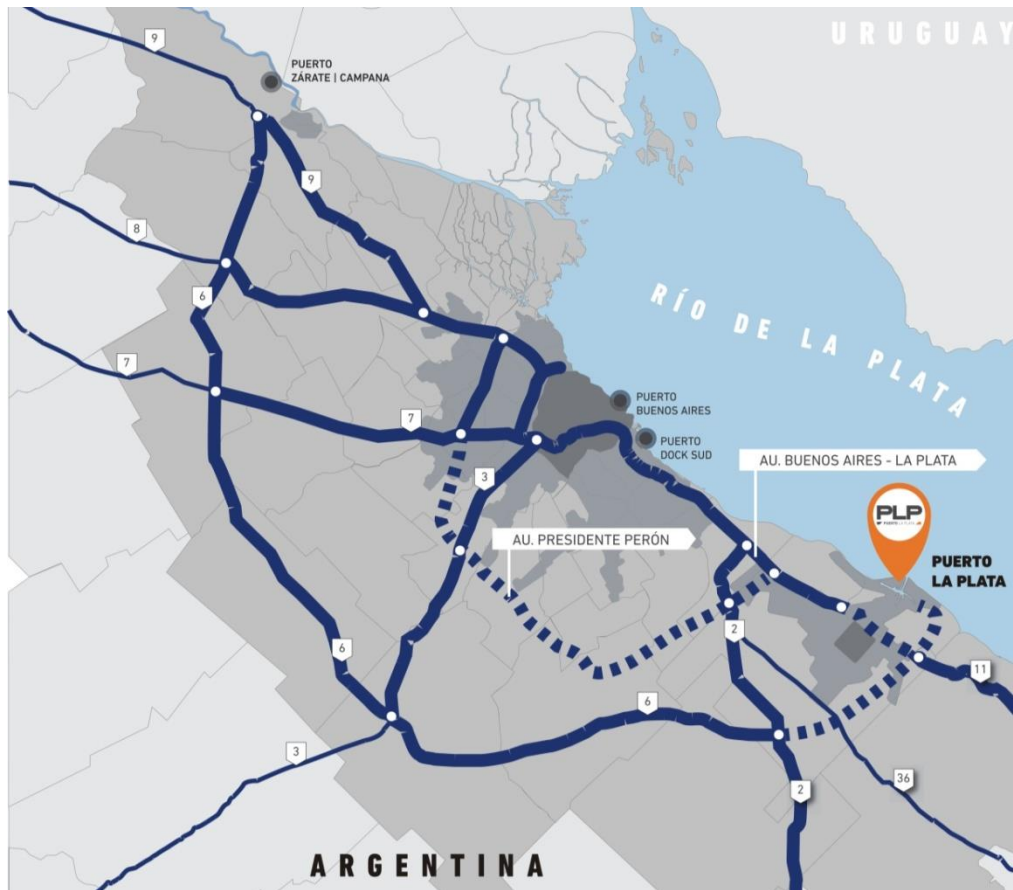 URUGUAY
9
PUERTO
ZÁRATE | CAMPANA
9
8
6
RÍO DE LA PLATA
7
7
PUERTO
BUENOS AIRES
PUERTO
DOCK SUD
3
AU. BUENOS AIRES - LA PLATA
PLP
AU. PRESIDENTE PERÓN
PUERTO
LA PLATA
2
6
11
6
3
36
2
ARGENTINA